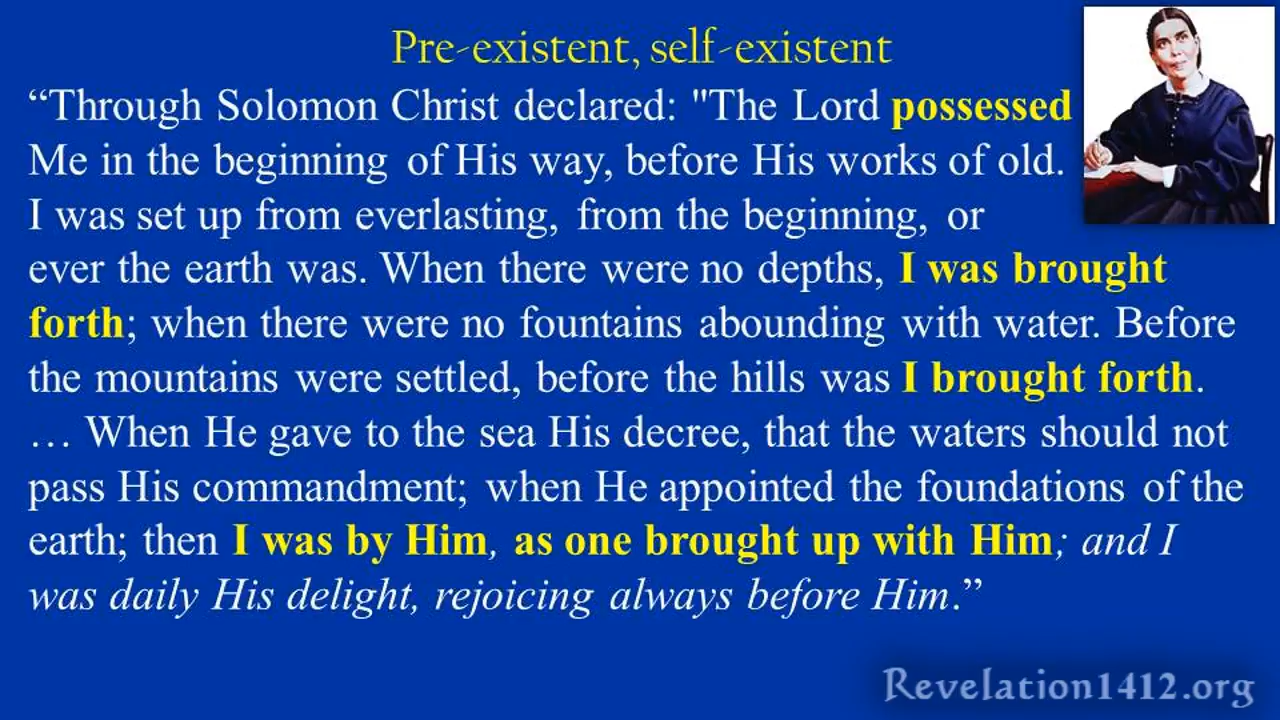 Pre-existent, self-existent
“Through Solomon Christ declared: "The Lord possessed
Me in the beginning of His way, before His works of old.
I was set up from everlasting, from the beginning, or
ever the earth was. When there were no depths, I was brought
forth; when there were no fountains abounding with water. Before
the mountains were settled, before the hills was I brought forth.
… When He gave to the sea His decree, that the waters should not
pass His commandment; when He appointed the foundations of the
earth; then I was by Him, as one brought up with Him; and I
was daily His delight, rejoicing always before Him.”
Revelation1412.org